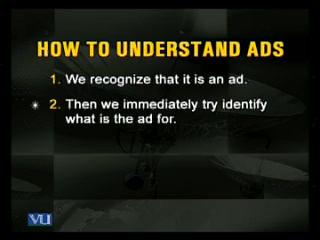 HOW TO UNDERSTAND ADS
1. We recognize that it is an ad.
2. Then we immediately try identify
what is the ad for.
VU